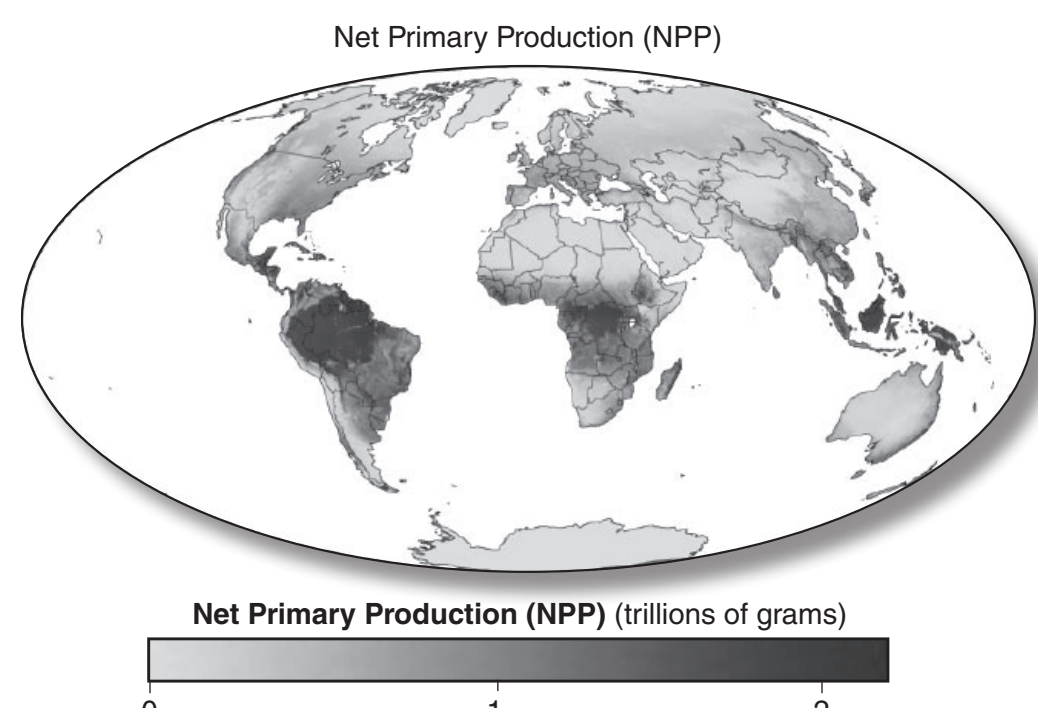 Net Primary Production (NPP)
Net Primary Production (NPP) (trillions of grams)
0 1 2